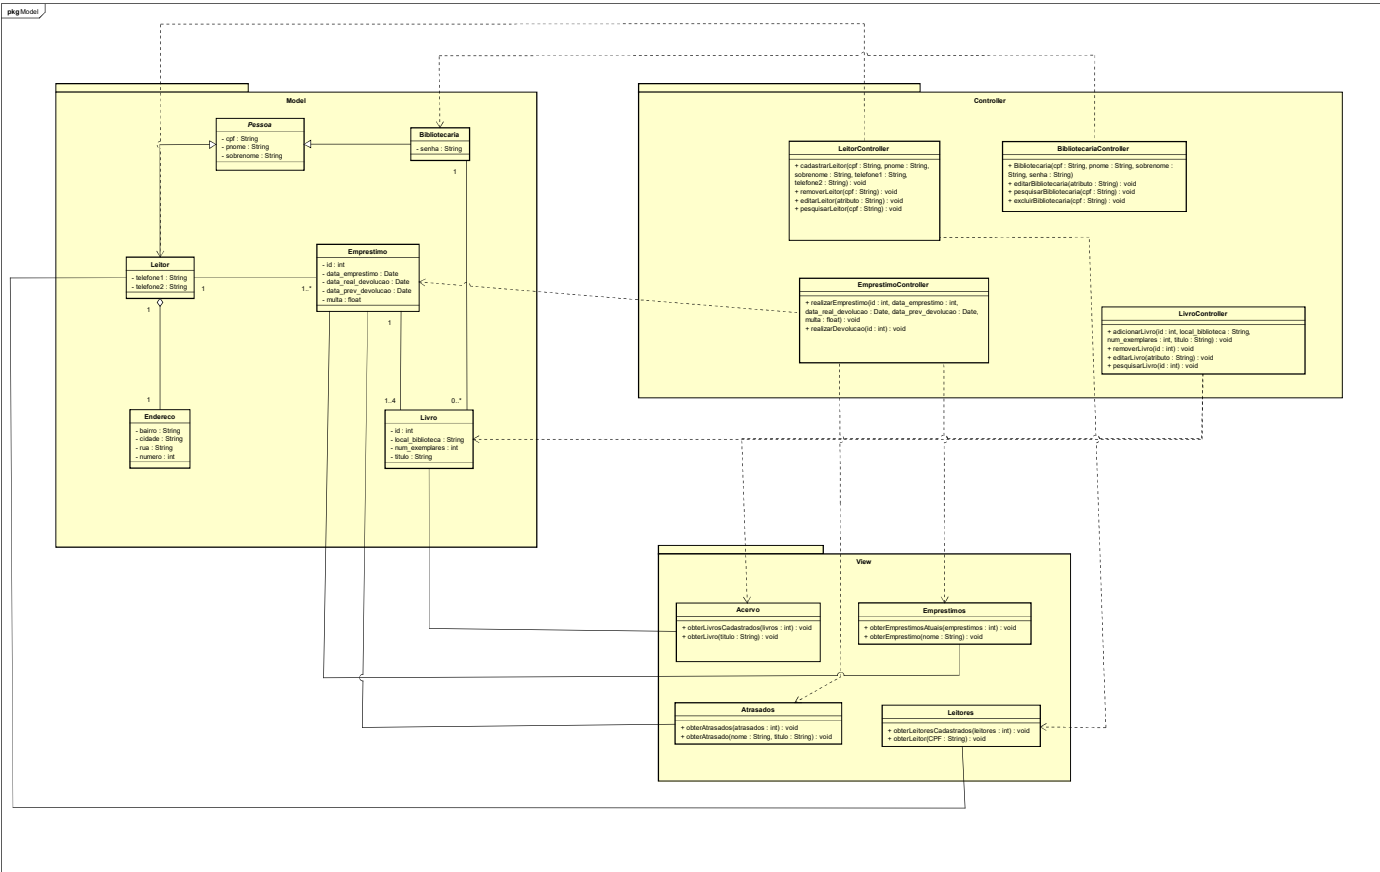 pkg Model
Model
Pessoa
- cpf : String
- pnome : String
- sobrenome : String
Bibliotecaria
- senha : String
1
Leitor
- telefone1 : String
- telefone2 : String
1
1..*
1
Emprestimo
- id : int
- data_emprestimo : Date
- data_real_devolucao : Date
- data_prev_devolucao : Date
- multa : float
1
1..4
0..*
1
Endereco
- bairro : String
- cidade : String
- rua : String
- numero : int
Livro
- id : int
- local_biblioteca : String
- num_exemplares : int
- titulo : String
Controller
LeitorController
+ cadastrarLeitor(cpf : String, pnome : String,
sobrenome : String, telefone1 : String,
telefone2 : String) : void
+ removerLeitor(cpf : String) : void
+ editarLeitor(atributo : String) : void
+ pesquisarLeitor(cpf : String) : void
BibliotecariaController
+ Bibliotecaria(cpf : String, pnome : String, sobrenome :
String, senha : String)
+ editarBibliotecaria(atributo : String) : void
+ pesquisarBibliotecaria(cpf : String) : void
+ excluirBibliotecaria(cpf : String) : void
EmprestimoController
+ realizarEmprestimo(id : int, data_emprestimo : int,
data_real_devolucao : Date, data_prev_devolucao : Date,
multa : float) : void
+ realizarDevolucao(id : int) : void
LivroController
+ adicionarLivro(id : int, local_biblioteca : String,
num_exemplares : int, titulo : String) : void
+ removerLivro(id : int) : void
+ editarLivro(atributo : String) : void
+ pesquisarLivro(id : int) : void
View
Acervo
+ obterLivrosCadastrados(livros : int) : void
+ obterLivro(titulo : String) : void
Emprestimos
+ obterEmprestimosAtuais(emprestimos : int) : void
+ obterEmprestimo(nome : String) : void
Atrasados
+ obterAtrasados(atrasados : int) : void
+ obterAtrasado(nome : String, titulo : String) : void
Leitores
+ obterLeitoresCadastrados(leitores : int) : void
+ obterLeitor(CPF : String) : void